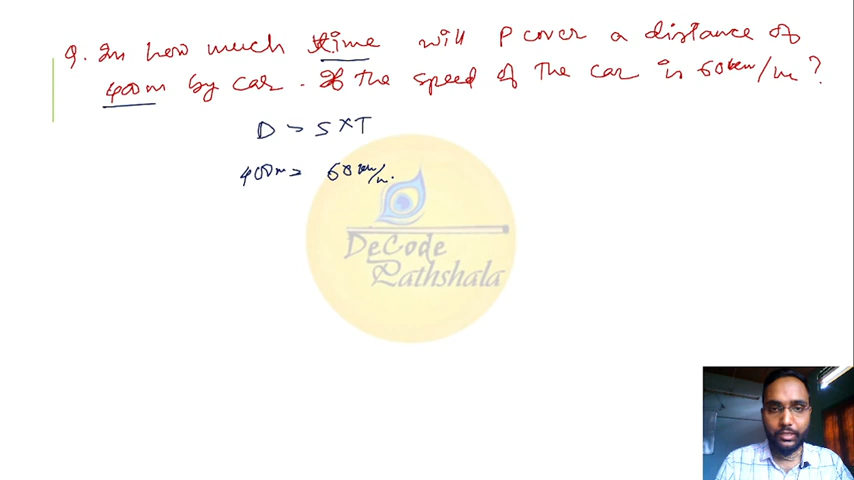 Q. In how much time will P cover a distance of
400m by car. If the speed of the car is 60km/hr?
D = S×T
400m = 60km/hr.
DeCode
Pathshala